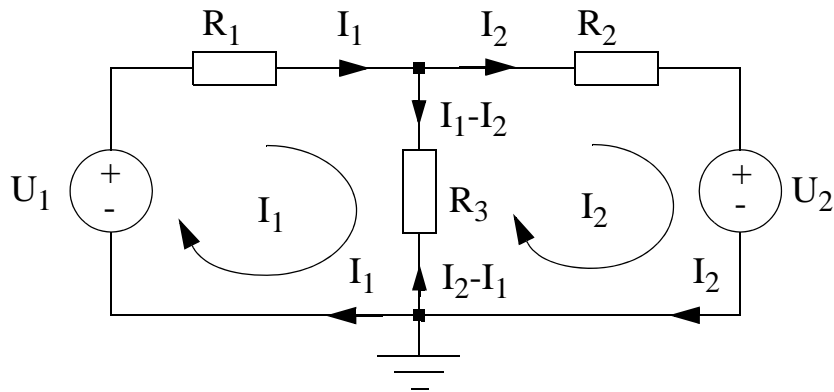 R1 I1 I2 R2
I1-I2
U1 + - I1 R3 I2 + - U2
I1 I2-I1 I2